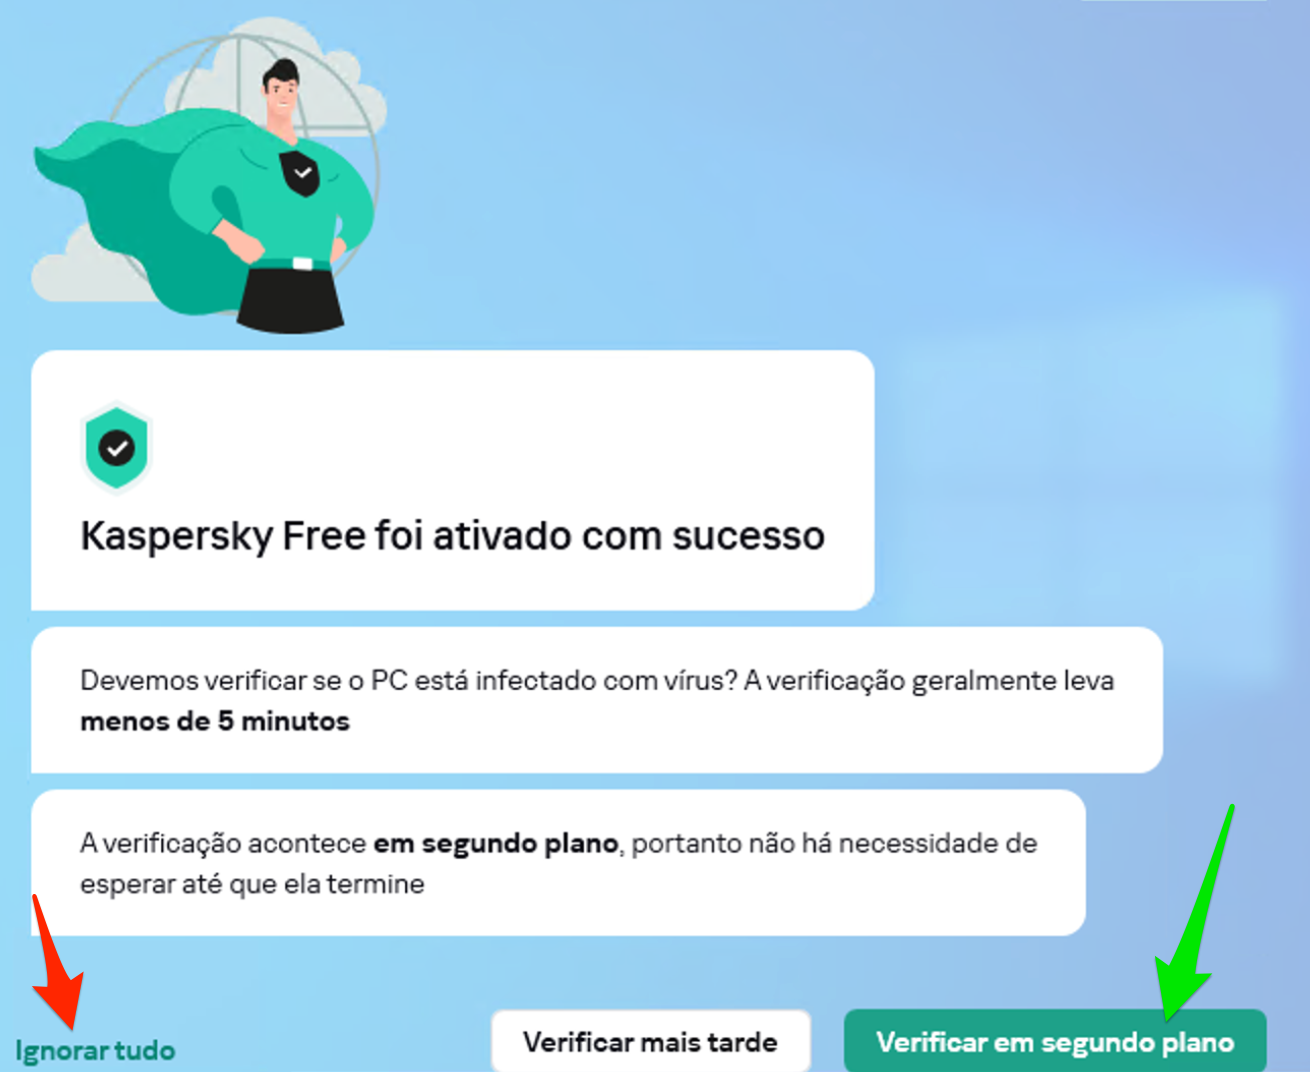 Kaspersky Free foi ativado com sucesso
Devemos verificar se o PC está infectado com vírus? A verificação geralmente leva
menos de 5 minutos
A verificação acontece em segundo plano, portanto não há necessidade de
esperar até que ela termine
Ignorar tudo
Verificar mais tarde
Verificar em segundo plano